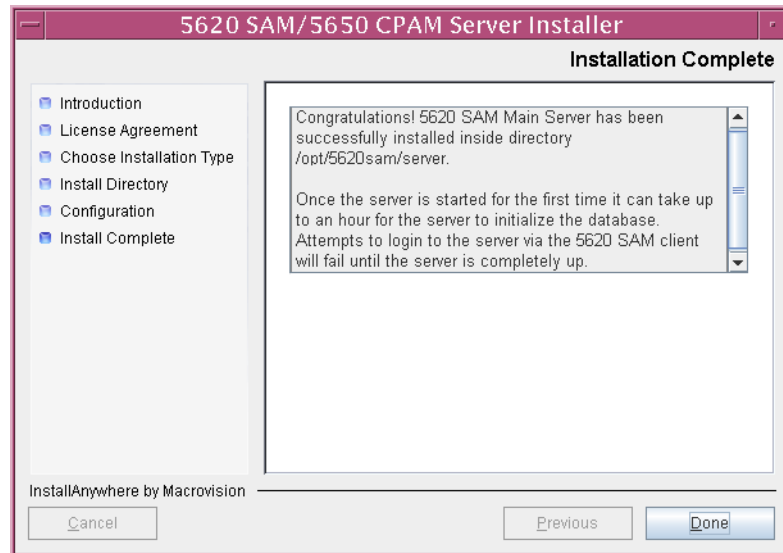 5620 SAM/5650 CPAM Server Installer
Installation Complete
Introduction
License Agreement
Choose Installation Type
Install Directory
Configuration
Install Complete
Congratulations! 5620 SAM Main Server has been
successfully installed inside directory
/opt/5620sam/server.
Once the server is started for the first time it can take up
to an hour for the server to initialize the database.
Attempts to login to the server via the 5620 SAM client
will fail until the server is completely up.
InstallAnywhere by Macrovision
Cancel
Previous
Done